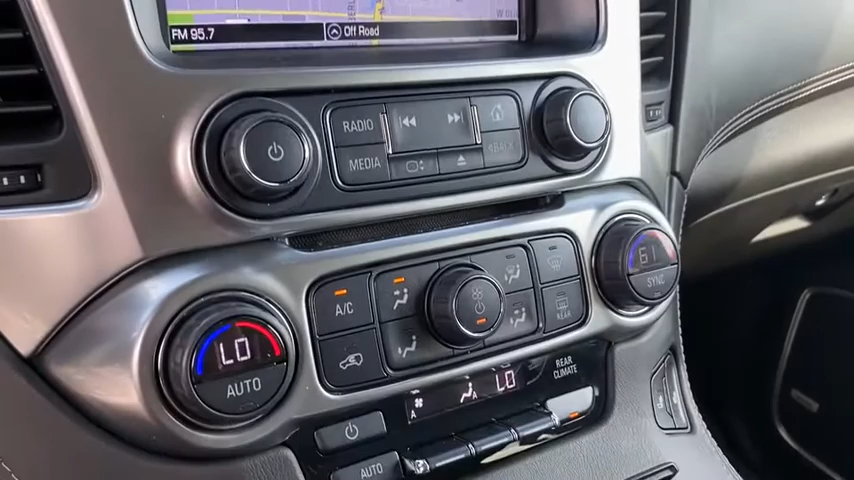 FM 95.7
Off Road
RADIO
MEDIA
BACK
A/C
LO
AUTO
REAR
61
SYNC
REAR
CLIMATE
LO
AUTO